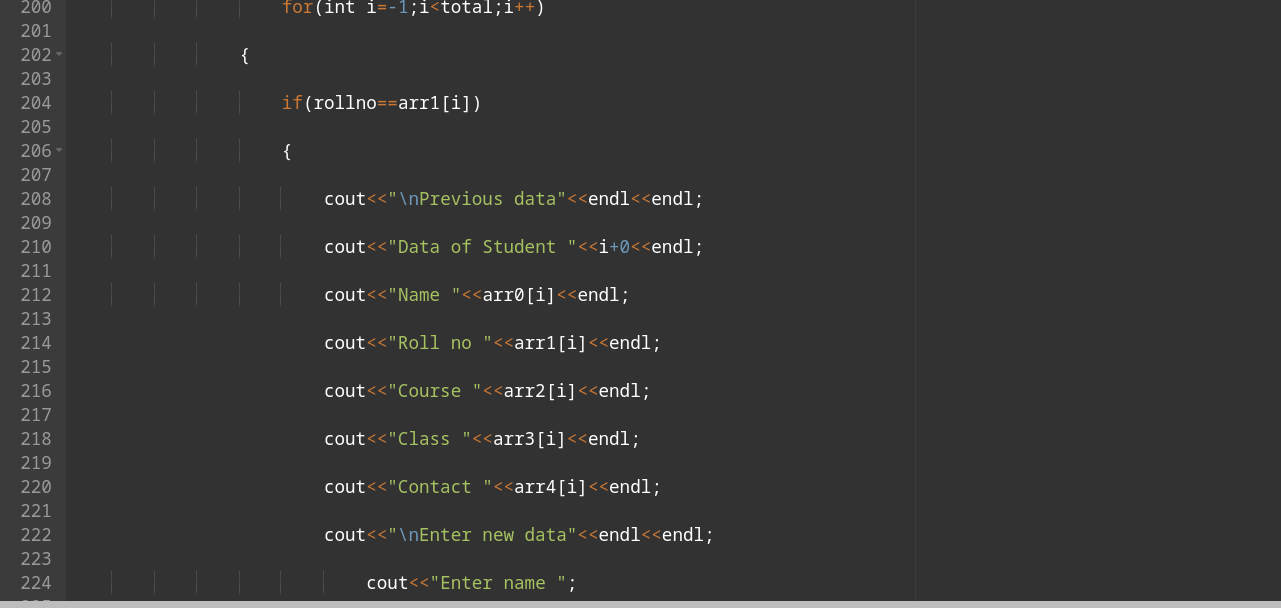 200 for(int i=-1;i<total;i++)
201
202 {
203
204 if(rollno==arr1[i])
205
206 {
207
208 cout<<"\nPrevious data"<<endl<<endl;
209
210 cout<<"Data of Student "<<i+0<<endl;
211
212 cout<<"Name "<<arr0[i]<<endl;
213
214 cout<<"Roll no "<<arr1[i]<<endl;
215
216 cout<<"Course "<<arr2[i]<<endl;
217
218 cout<<"Class "<<arr3[i]<<endl;
219
220 cout<<"Contact "<<arr4[i]<<endl;
221
222 cout<<"\nEnter new data"<<endl<<endl;
223
224 cout<<"Enter name ";